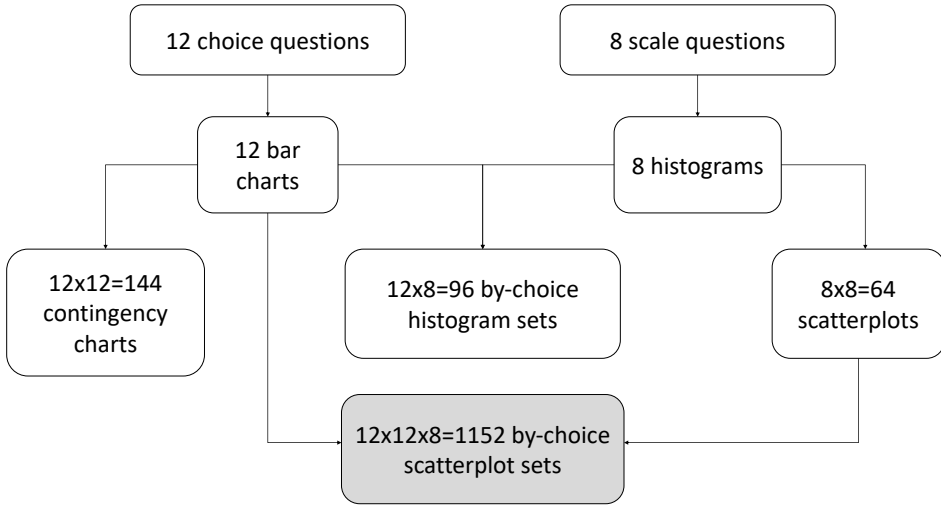 12 choice questions
8 scale questions
12 bar
charts
8 histograms
12x12=144
contingency
charts
12x8=96 by-choice
histogram sets
8x8=64
scatterplots
12x12x8=1152 by-choice
scatterplot sets